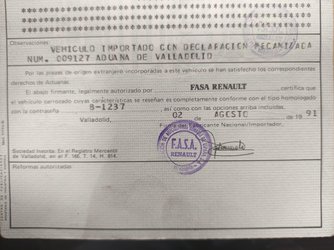 Observaciones:
VEHICULO IMPORTADO CON DECLARACION MECANIZADA
NUM. 009127 ADUANA DE VALLADOLID
Por las piezas de origen extranjero incorporadas a este vehículo se han satisfecho los correspondientes
derechos de Aduanas.
El abajo firmante, legalmente autorizado por FASA RENAULT certifica que
el vehículo carrozado cuyas características se reseñan es completamente conforme con el tipo homologado
con la contraseña B-1237 así como con las opciones arriba incluidas.
Valladolid, 02 AGESTO 91
Fabricante Nacional/Importador.
F.A.S.A.
RENAULT
Sociedad Inscrita. En el Registro Mercantil
de Valladolid, en el F. 166, T. 14, H. 614.
Reformas autorizadas: